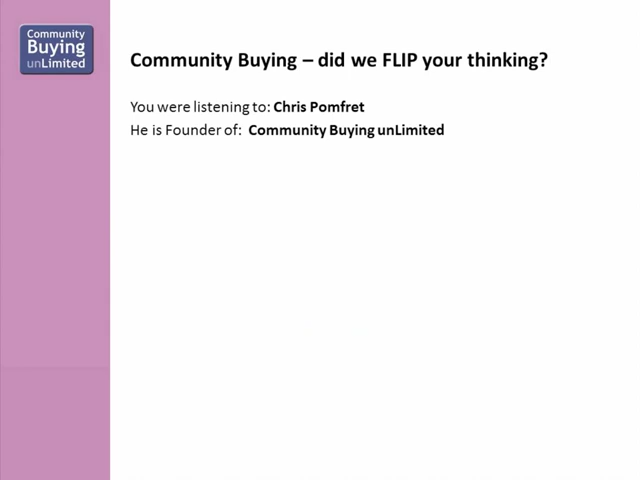 Community
Buying
unLimited
Community Buying – did we FLIP your thinking?
You were listening to: Chris Pomfret
He is Founder of: Community Buying unLimited